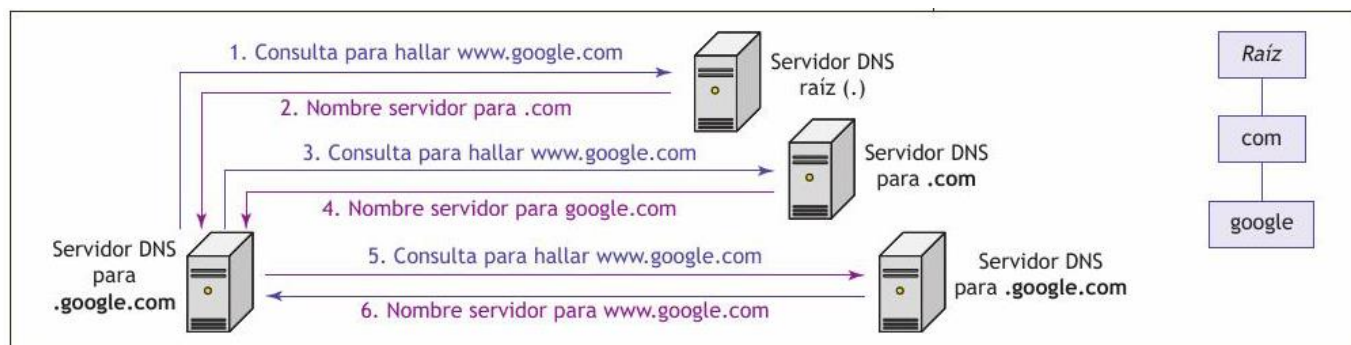 1. Consulta para hallar www.google.com
Servidor DNS
raíz (.)
2. Nombre servidor para .com
3. Consulta para hallar www.google.com
Servidor DNS
para .com
4. Nombre servidor para google.com
Servidor DNS
para
.google.com
5. Consulta para hallar www.google.com
Servidor DNS
para .google.com
6. Nombre servidor para www.google.com
Raíz
com
google